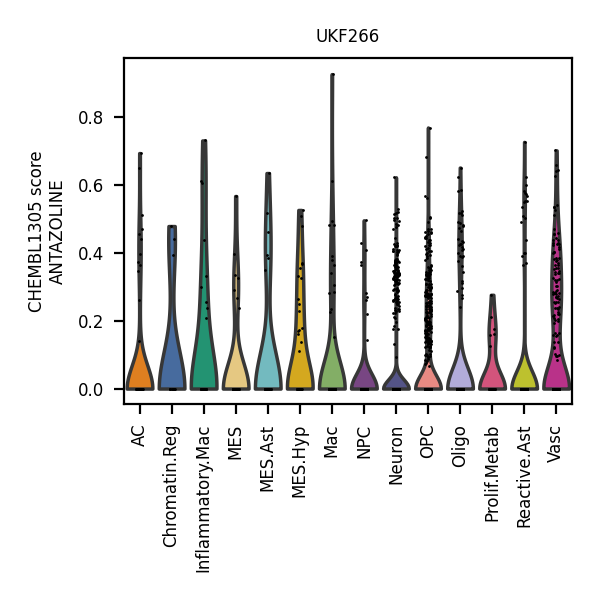 UKF266
CHEMBL1305 score
ANTAZOLINE
0.8
0.6
0.4
0.2
0.0
AC
Chromatin.Reg
Inflammatory.Mac
MES
MES.Ast
MES.Hyp
Mac
NPC
Neuron
OPC
Oligo
Prolif.Metab
Reactive.Ast
Vasc